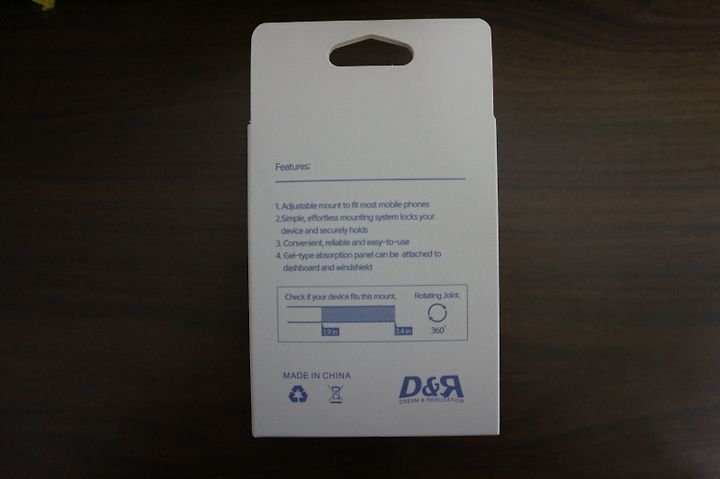 Features:
1. Adjustable mount to fit most mobile phones
2.Simple, effortless mounting system locks your
device and securely holds
3. Convenient, reliable and easy-to-use
4. Gel-type absorption panel can be attached to
dashboard and windshield
Check if your device fits this mount.
Rotating Joint.
1.9 in
3.4 in
360°
MADE IN CHINA
D&R
DREAM & REALIZATION